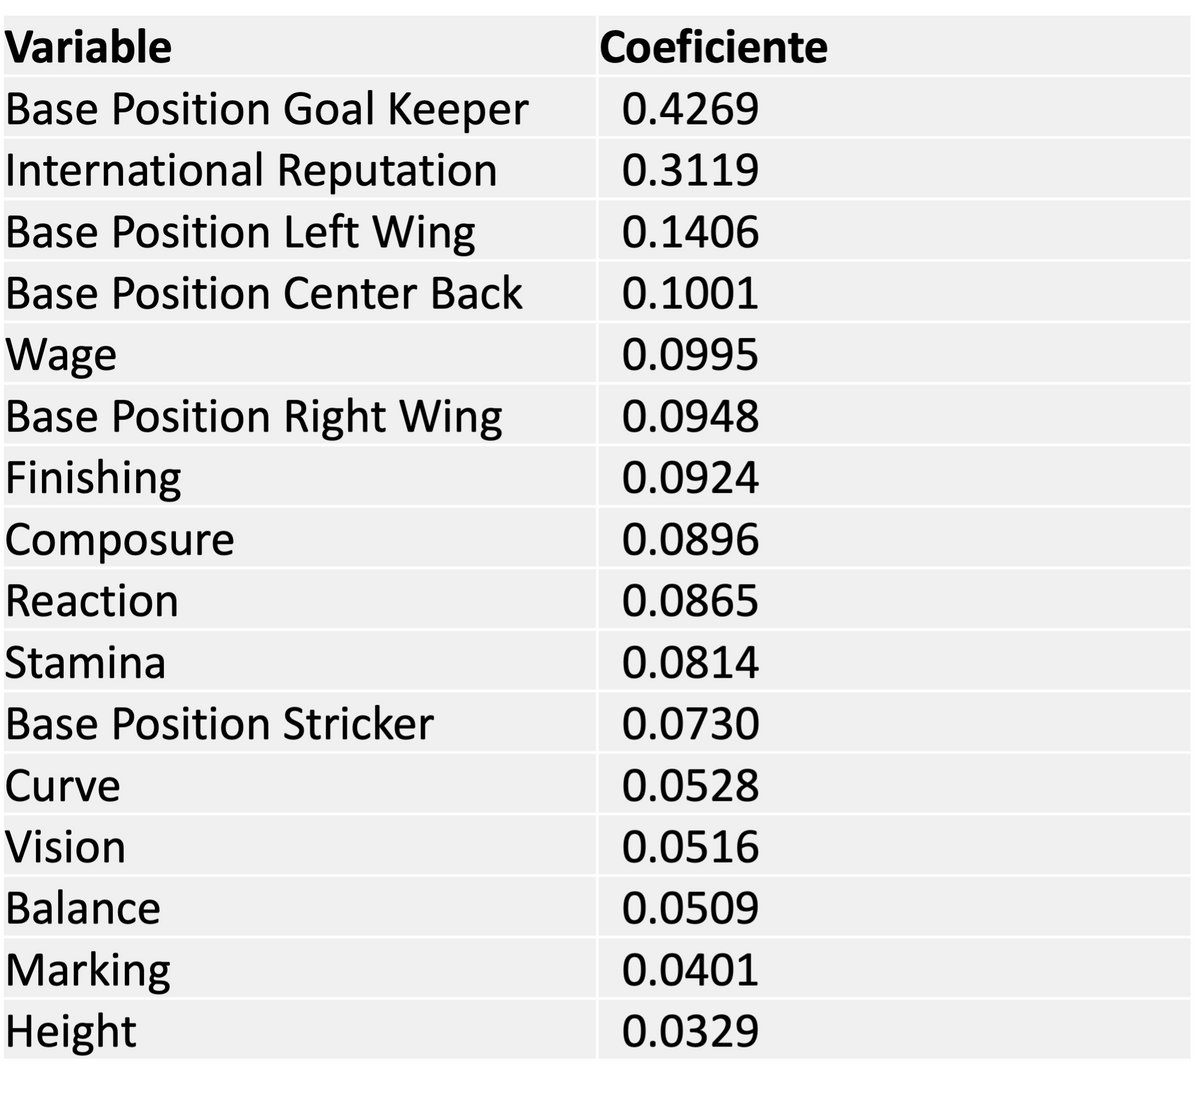 Variable Coeficiente
Base Position Goal Keeper 0.4269
International Reputation 0.3119
Base Position Left Wing 0.1406
Base Position Center Back 0.1001
Wage 0.0995
Base Position Right Wing 0.0948
Finishing 0.0924
Composure 0.0896
Reaction 0.0865
Stamina 0.0814
Base Position Stricker 0.0730
Curve 0.0528
Vision 0.0516
Balance 0.0509
Marking 0.0401
Height 0.0329